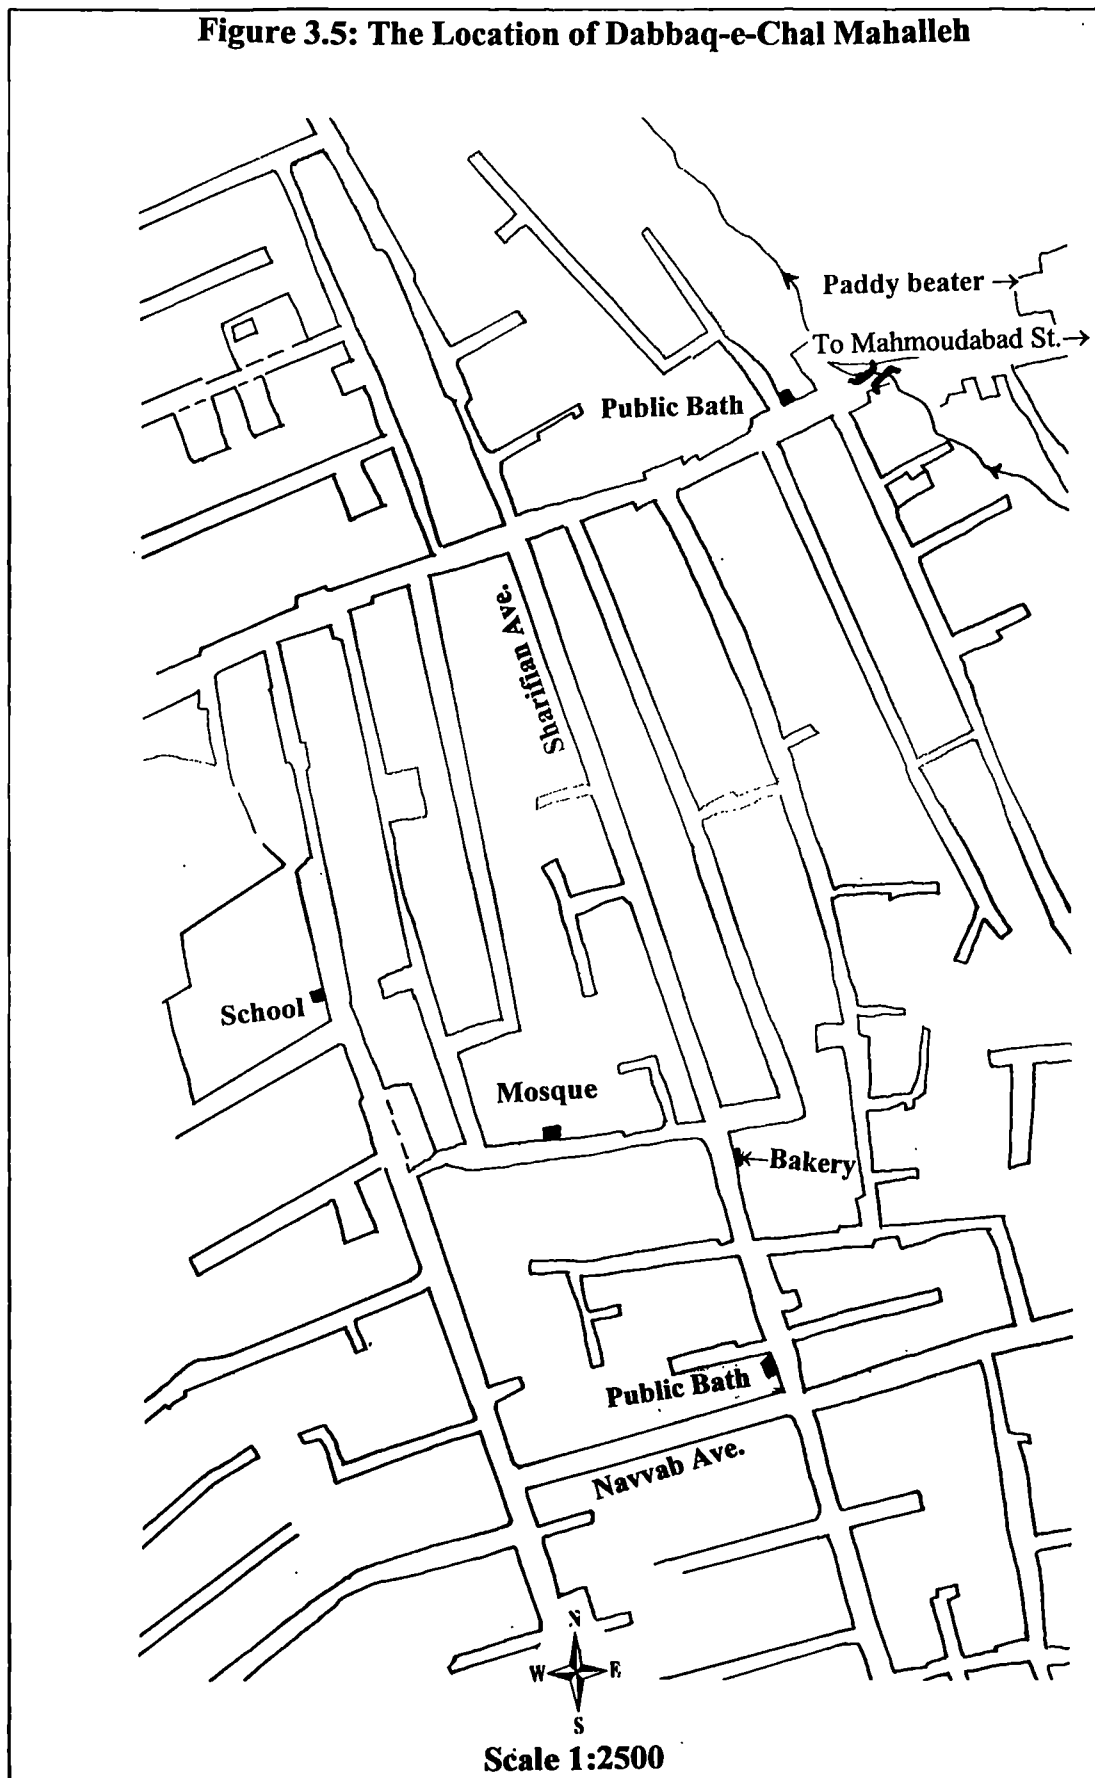 Figure 3.5: The Location of Dabbaq-e-Chal Mahalleh
Paddy beater →
To Mahmoudabad St.→
Public Bath
Sharifian Ave.
School
Mosque
←Bakery
Public Bath
Navvab Ave.
N
W E
S
Scale 1:2500